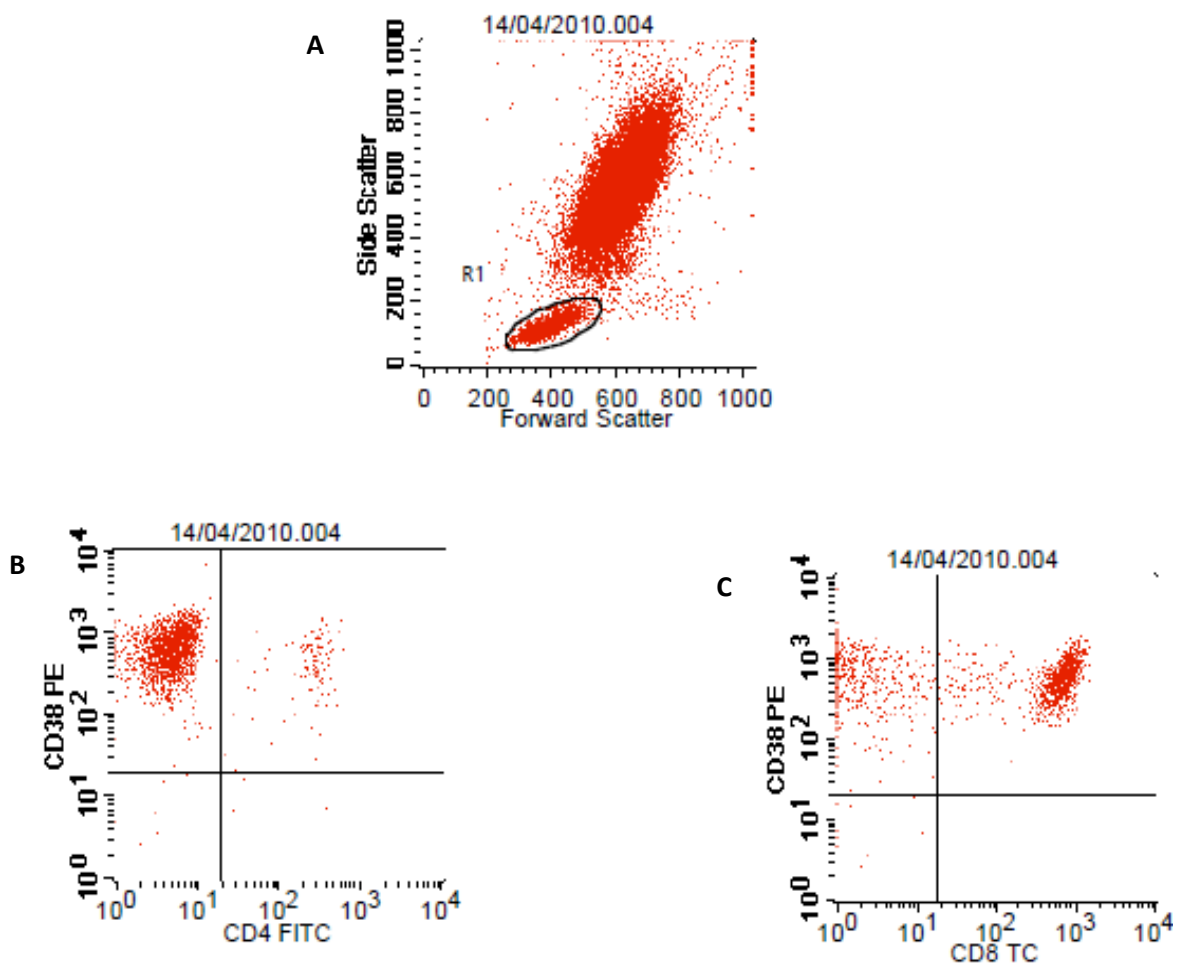 A
14/04/2010.004
Side Scatter
1000
800
600
400
200
0
R1
0 200 400 600 800 1000
Forward Scatter
B
14/04/2010.004
CD38 PE
10^4
10^3
10^2
10^1
10^0
10^0 10^1 10^2 10^3 10^4
CD4 FITC
C
14/04/2010.004
CD38 PE
10^4
10^3
10^2
10^1
10^0
10^0 10^1 10^2 10^3 10^4
CD8 TC